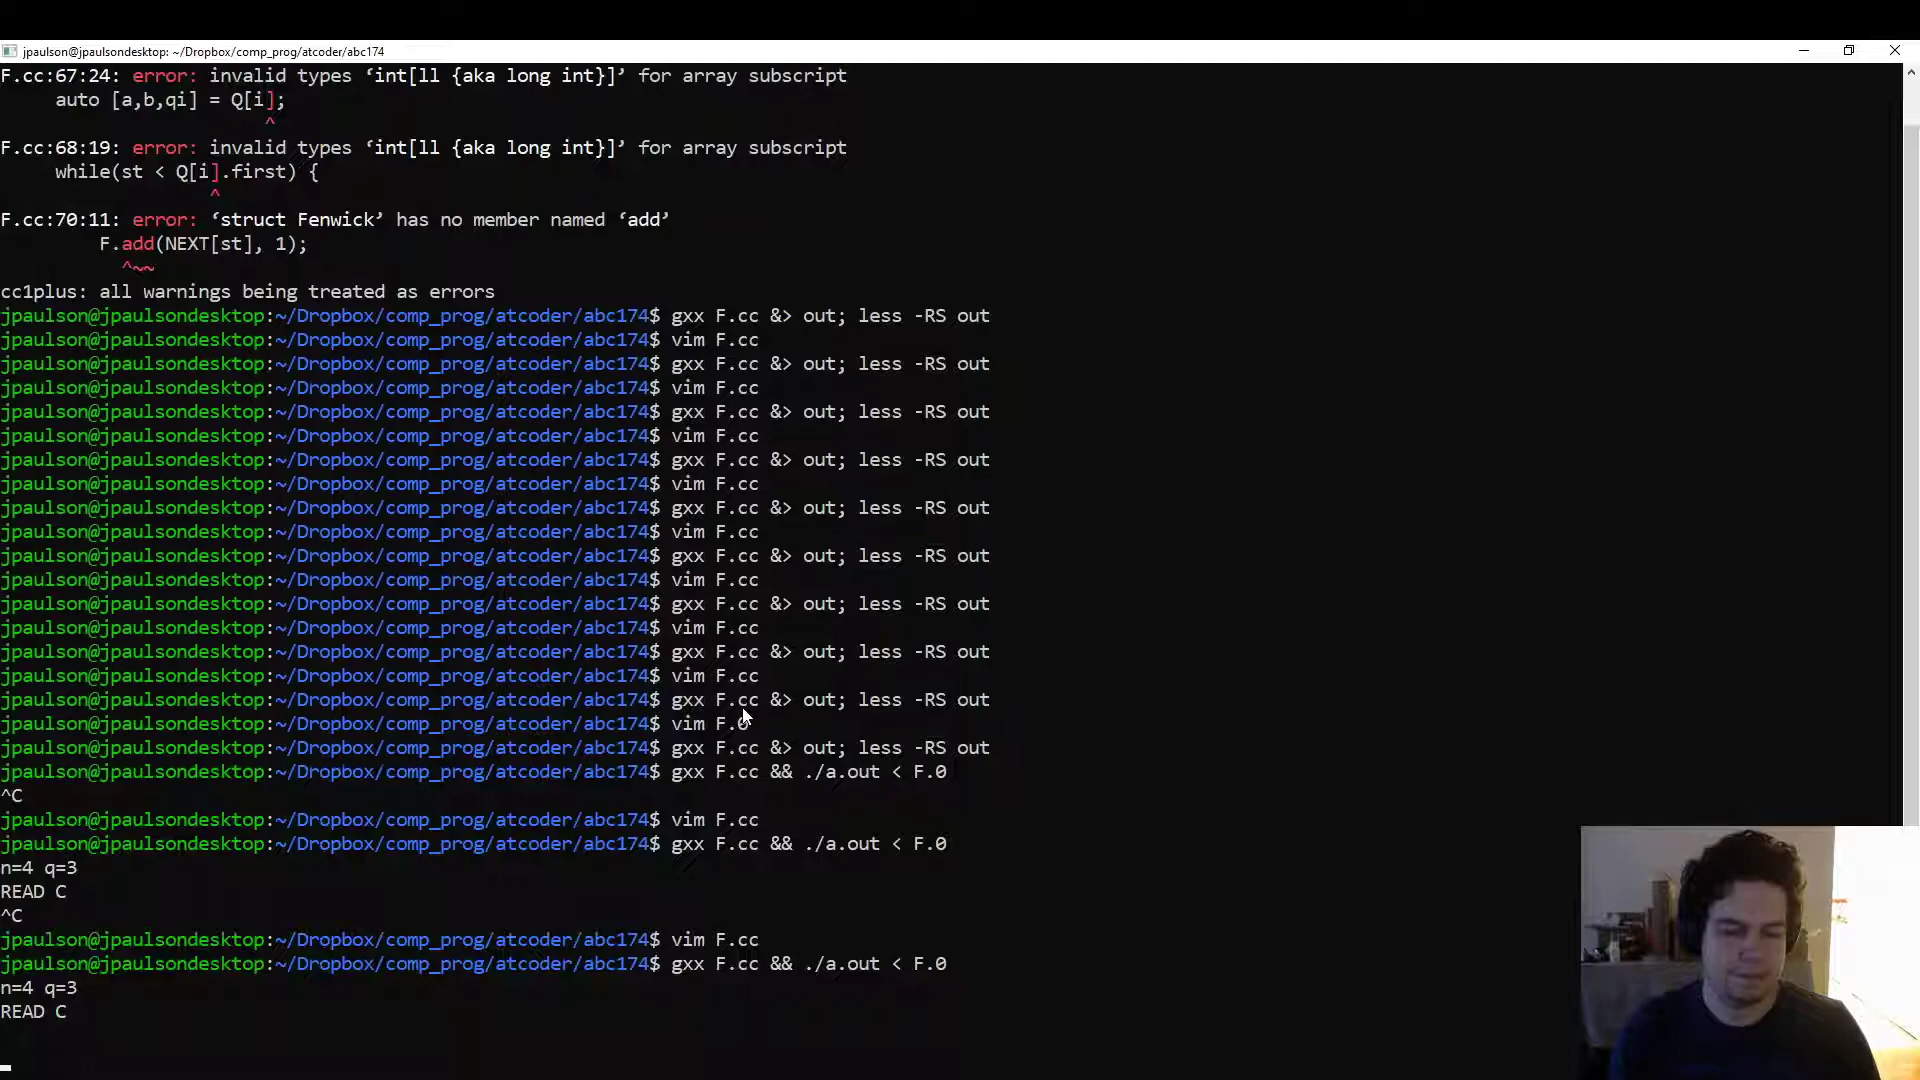 jpaulson@jpaulsondesktop: ~/Dropbox/comp_prog/atcoder/abc174
F.cc:67:24: error: invalid types ‘int[ll {aka long int}]’ for array subscript
auto [a,b,qi] = Q[i];
^
F.cc:68:19: error: invalid types ‘int[ll {aka long int}]’ for array subscript
while(st < Q[i].first) {
^
F.cc:70:11: error: ‘struct Fenwick’ has no member named ‘add’
F.add(NEXT[st], 1);
^~~
cc1plus: all warnings being treated as errors
jpaulson@jpaulsondesktop:~/Dropbox/comp_prog/atcoder/abc174$ gxx F.cc &> out; less -RS out
jpaulson@jpaulsondesktop:~/Dropbox/comp_prog/atcoder/abc174$ vim F.cc
jpaulson@jpaulsondesktop:~/Dropbox/comp_prog/atcoder/abc174$ gxx F.cc &> out; less -RS out
jpaulson@jpaulsondesktop:~/Dropbox/comp_prog/atcoder/abc174$ vim F.cc
jpaulson@jpaulsondesktop:~/Dropbox/comp_prog/atcoder/abc174$ gxx F.cc &> out; less -RS out
jpaulson@jpaulsondesktop:~/Dropbox/comp_prog/atcoder/abc174$ vim F.cc
jpaulson@jpaulsondesktop:~/Dropbox/comp_prog/atcoder/abc174$ gxx F.cc &> out; less -RS out
jpaulson@jpaulsondesktop:~/Dropbox/comp_prog/atcoder/abc174$ vim F.cc
jpaulson@jpaulsondesktop:~/Dropbox/comp_prog/atcoder/abc174$ gxx F.cc &> out; less -RS out
jpaulson@jpaulsondesktop:~/Dropbox/comp_prog/atcoder/abc174$ vim F.cc
jpaulson@jpaulsondesktop:~/Dropbox/comp_prog/atcoder/abc174$ gxx F.cc &> out; less -RS out
jpaulson@jpaulsondesktop:~/Dropbox/comp_prog/atcoder/abc174$ vim F.cc
jpaulson@jpaulsondesktop:~/Dropbox/comp_prog/atcoder/abc174$ gxx F.cc &> out; less -RS out
jpaulson@jpaulsondesktop:~/Dropbox/comp_prog/atcoder/abc174$ vim F.cc
jpaulson@jpaulsondesktop:~/Dropbox/comp_prog/atcoder/abc174$ gxx F.cc &> out; less -RS out
jpaulson@jpaulsondesktop:~/Dropbox/comp_prog/atcoder/abc174$ vim F.cc
jpaulson@jpaulsondesktop:~/Dropbox/comp_prog/atcoder/abc174$ gxx F.cc &> out; less -RS out
jpaulson@jpaulsondesktop:~/Dropbox/comp_prog/atcoder/abc174$ vim F.0
jpaulson@jpaulsondesktop:~/Dropbox/comp_prog/atcoder/abc174$ gxx F.cc &> out; less -RS out
jpaulson@jpaulsondesktop:~/Dropbox/comp_prog/atcoder/abc174$ gxx F.cc && ./a.out < F.0
^C
jpaulson@jpaulsondesktop:~/Dropbox/comp_prog/atcoder/abc174$ vim F.cc
jpaulson@jpaulsondesktop:~/Dropbox/comp_prog/atcoder/abc174$ gxx F.cc && ./a.out < F.0
n=4 q=3
READ C
^C
jpaulson@jpaulsondesktop:~/Dropbox/comp_prog/atcoder/abc174$ vim F.cc
jpaulson@jpaulsondesktop:~/Dropbox/comp_prog/atcoder/abc174$ gxx F.cc && ./a.out < F.0
n=4 q=3
READ C